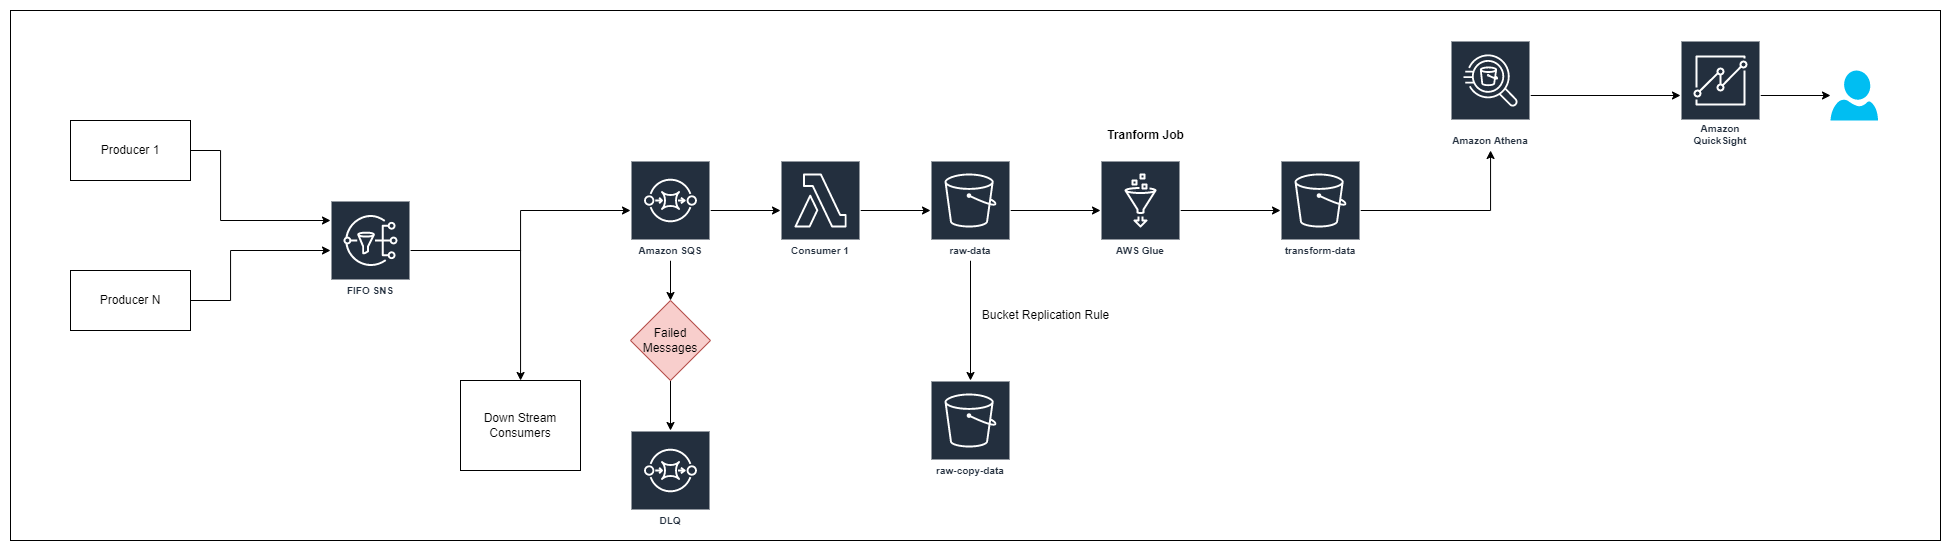 Producer 1
Producer N
FIFO SNS
Down Stream
Consumers
Amazon SQS
Failed
Messages
DLQ
Consumer 1
raw-data
Bucket Replication Rule
raw-copy-data
Tranform Job
AWS Glue
transform-data
Amazon Athena
Amazon
QuickSight